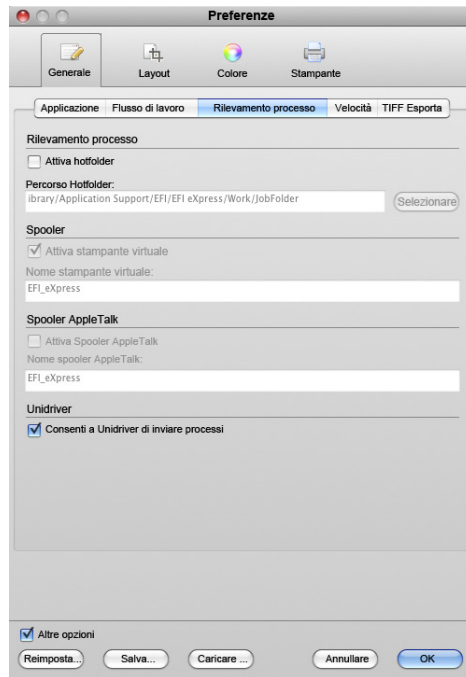 Preferenze
Generale Layout Colore Stampante
Applicazione Flusso di lavoro Rilevamento processo Velocità TIFF Esporta
Rilevamento processo
Attiva hotfolder
Percorso Hotfolder:
ibrary/Application Support/EFI/EFI eXpress/Work/JobFolder Selezionare
Spooler
Attiva stampante virtuale
Nome stampante virtuale:
EFI_eXpress
Spooler AppleTalk
Attiva Spooler AppleTalk
Nome spooler AppleTalk:
EFI_eXpress
Unidriver
Consenti a Unidriver di inviare processi
Altre opzioni
Reimposta... Salva... Caricare ... Annullare OK